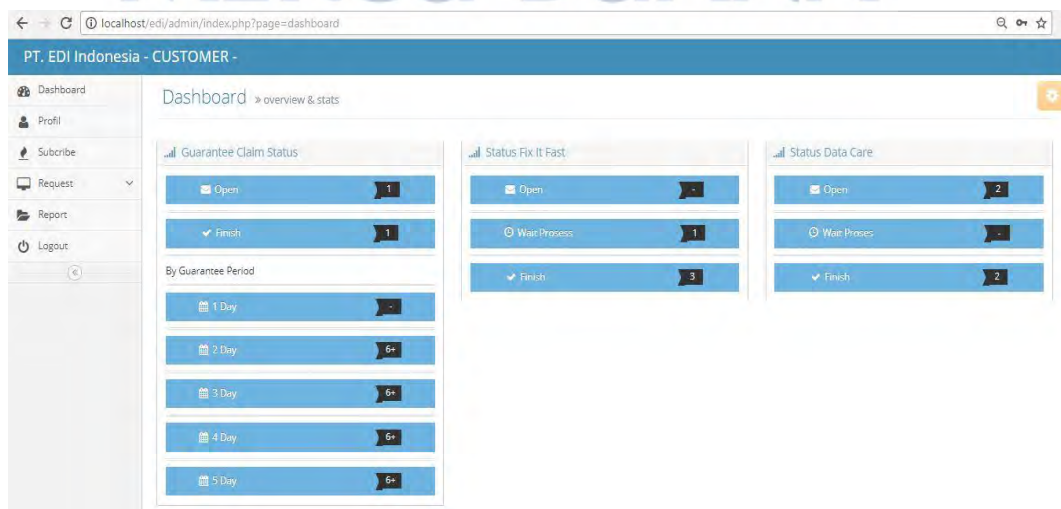 localhost/edi/admin/index.php?page=dashboard
PT. EDI Indonesia - CUSTOMER -
Dashboard
Profil
Subcribe
Request
Report
Logout
Dashboard » overview & stats
Guarantee Claim Status
Open 1
Finish 1
By Guarantee Period
1 Day -
2 Day 6+
3 Day 6+
4 Day 6+
5 Day 6+
Status Fix It Fast
Open -
Wait Prosess 1
Finish 3
Status Data Care
Open 2
Wait Proses -
Finish 2